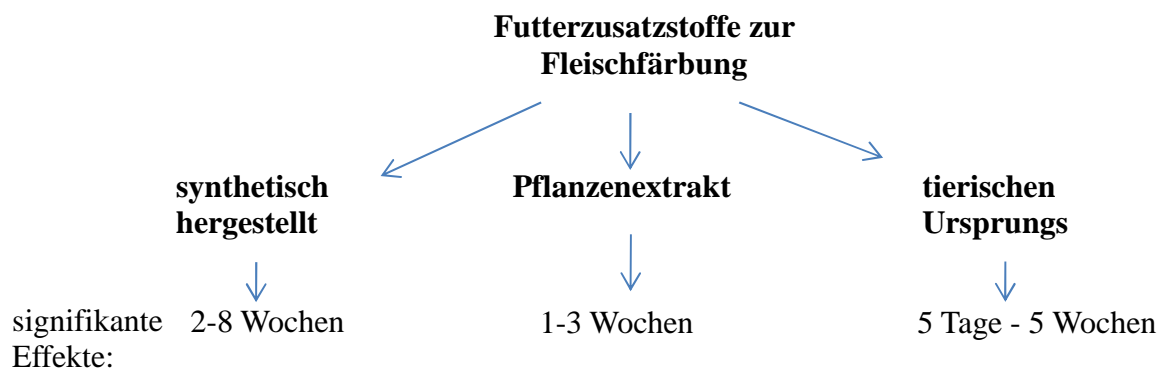 Futterzusatzstoffe zur
Fleischfärbung
synthetisch
hergestellt
Pflanzenextrakt
tierischen
Ursprungs
signifikante
Effekte:
2-8 Wochen
1-3 Wochen
5 Tage - 5 Wochen